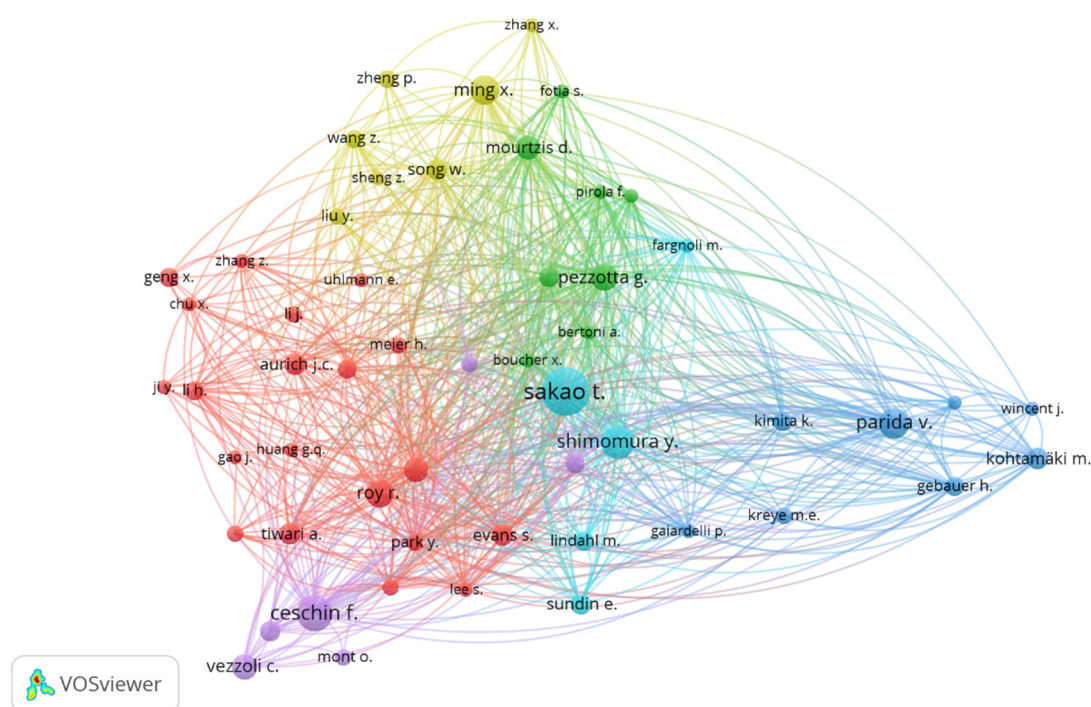 zhang x.
zheng p.
ming x.
fotia s.
wang z.
mourtzis d.
song w.
sheng z.
pirola f.
liu y.
fargnoli m.
zhang z.
geng x.
uhlmann e.
pezzotta g.
chu x.
li j.
bertoni a.
meier h.
boucher x.
aurich j.c.
ji y.
li h.
sakao t.
wincent j.
kimita k.
parida v.
shimomura y.
huang g.q.
gao j.
kohtamäki m.
gebauer h.
roy r.
kreye m.e.
gaiardelli p.
tiwari a.
evans s.
park y.
lindahl m.
lee s.
sundin e.
ceschin f.
mont o.
vezzoli c.
VOSviewer